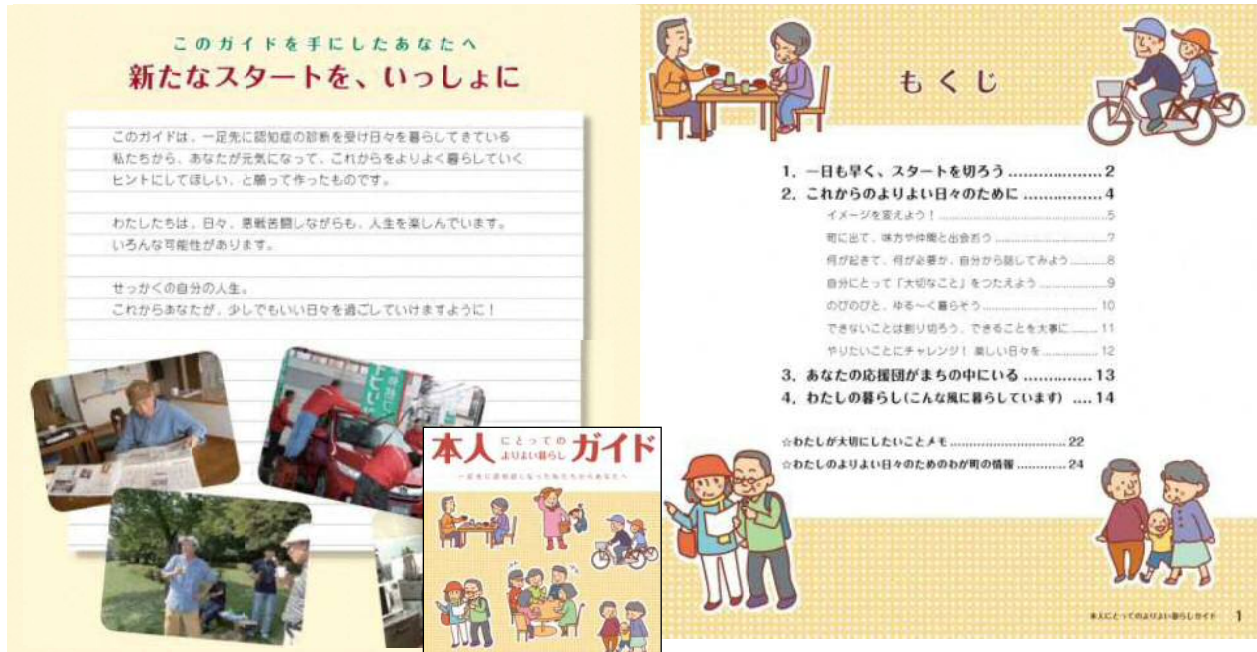 このガイドを手にしたあなたへ
新たなスタートを、いっしょに
このガイドは、一足先に認知症の診断を受け日々を暮らしてきている
私たちから、あなたが元気になって、これからをよりよく暮らしていく
ヒントにしてほしい、と願って作ったものです。
わたしたちは、日々、悪戦苦闘しながらも、人生を楽しんでいます。
いろんな可能性があります。
せっかくの自分の人生。
これからあなたが、少しでもいい日々を過ごしていけますように！
本人にとってのよりよい暮らしガイド
一足先に認知症になった私たちからあなたへ
もくじ
1．一日も早く、スタートを切ろう ..................2
2．これからのよりよい日々のために ...............4
イメージを変えよう！ ..................5
町に出て、味方や仲間と出会おう ..................7
何が起きて、何が必要か、自分から話してみよう ..........8
自分にとって「大切なこと」をつたえよう ..................9
のびのびと、ゆる〜く暮らそう .................. 10
できないことは割り切ろう、できることを大事に ........ 11
やりたいことにチャレンジ！ 楽しい日々を ................ 12
3．あなたの応援団がまちの中にいる ............. 13
4．わたしの暮らし(こんな風に暮らしています) .... 14
☆わたしが大切にしたいことメモ ............................ 22
☆わたしのよりよい日々のためのわが町の情報 ............. 24
本人にとってのよりよい暮らしガイド 1